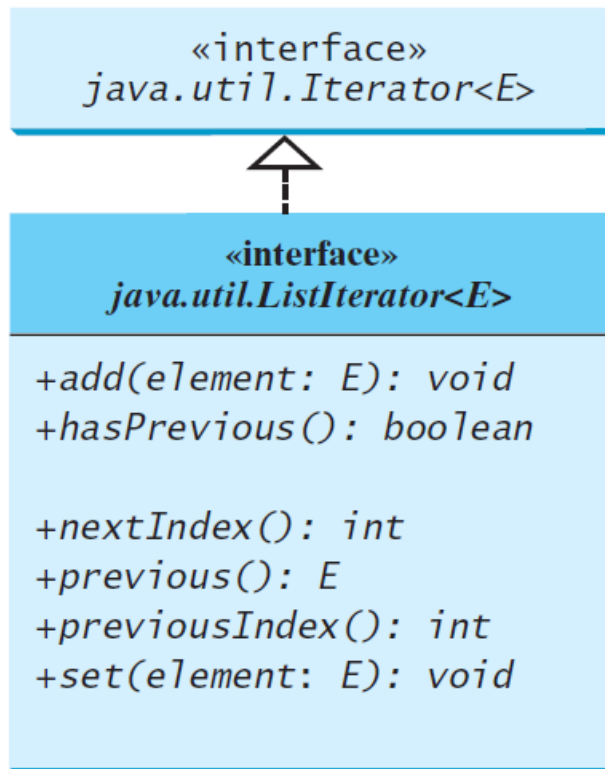 «interface»
java.util.Iterator<E>
«interface»
java.util.ListIterator<E>
+add(element: E): void
+hasPrevious(): boolean
+nextIndex(): int
+previous(): E
+previousIndex(): int
+set(element: E): void